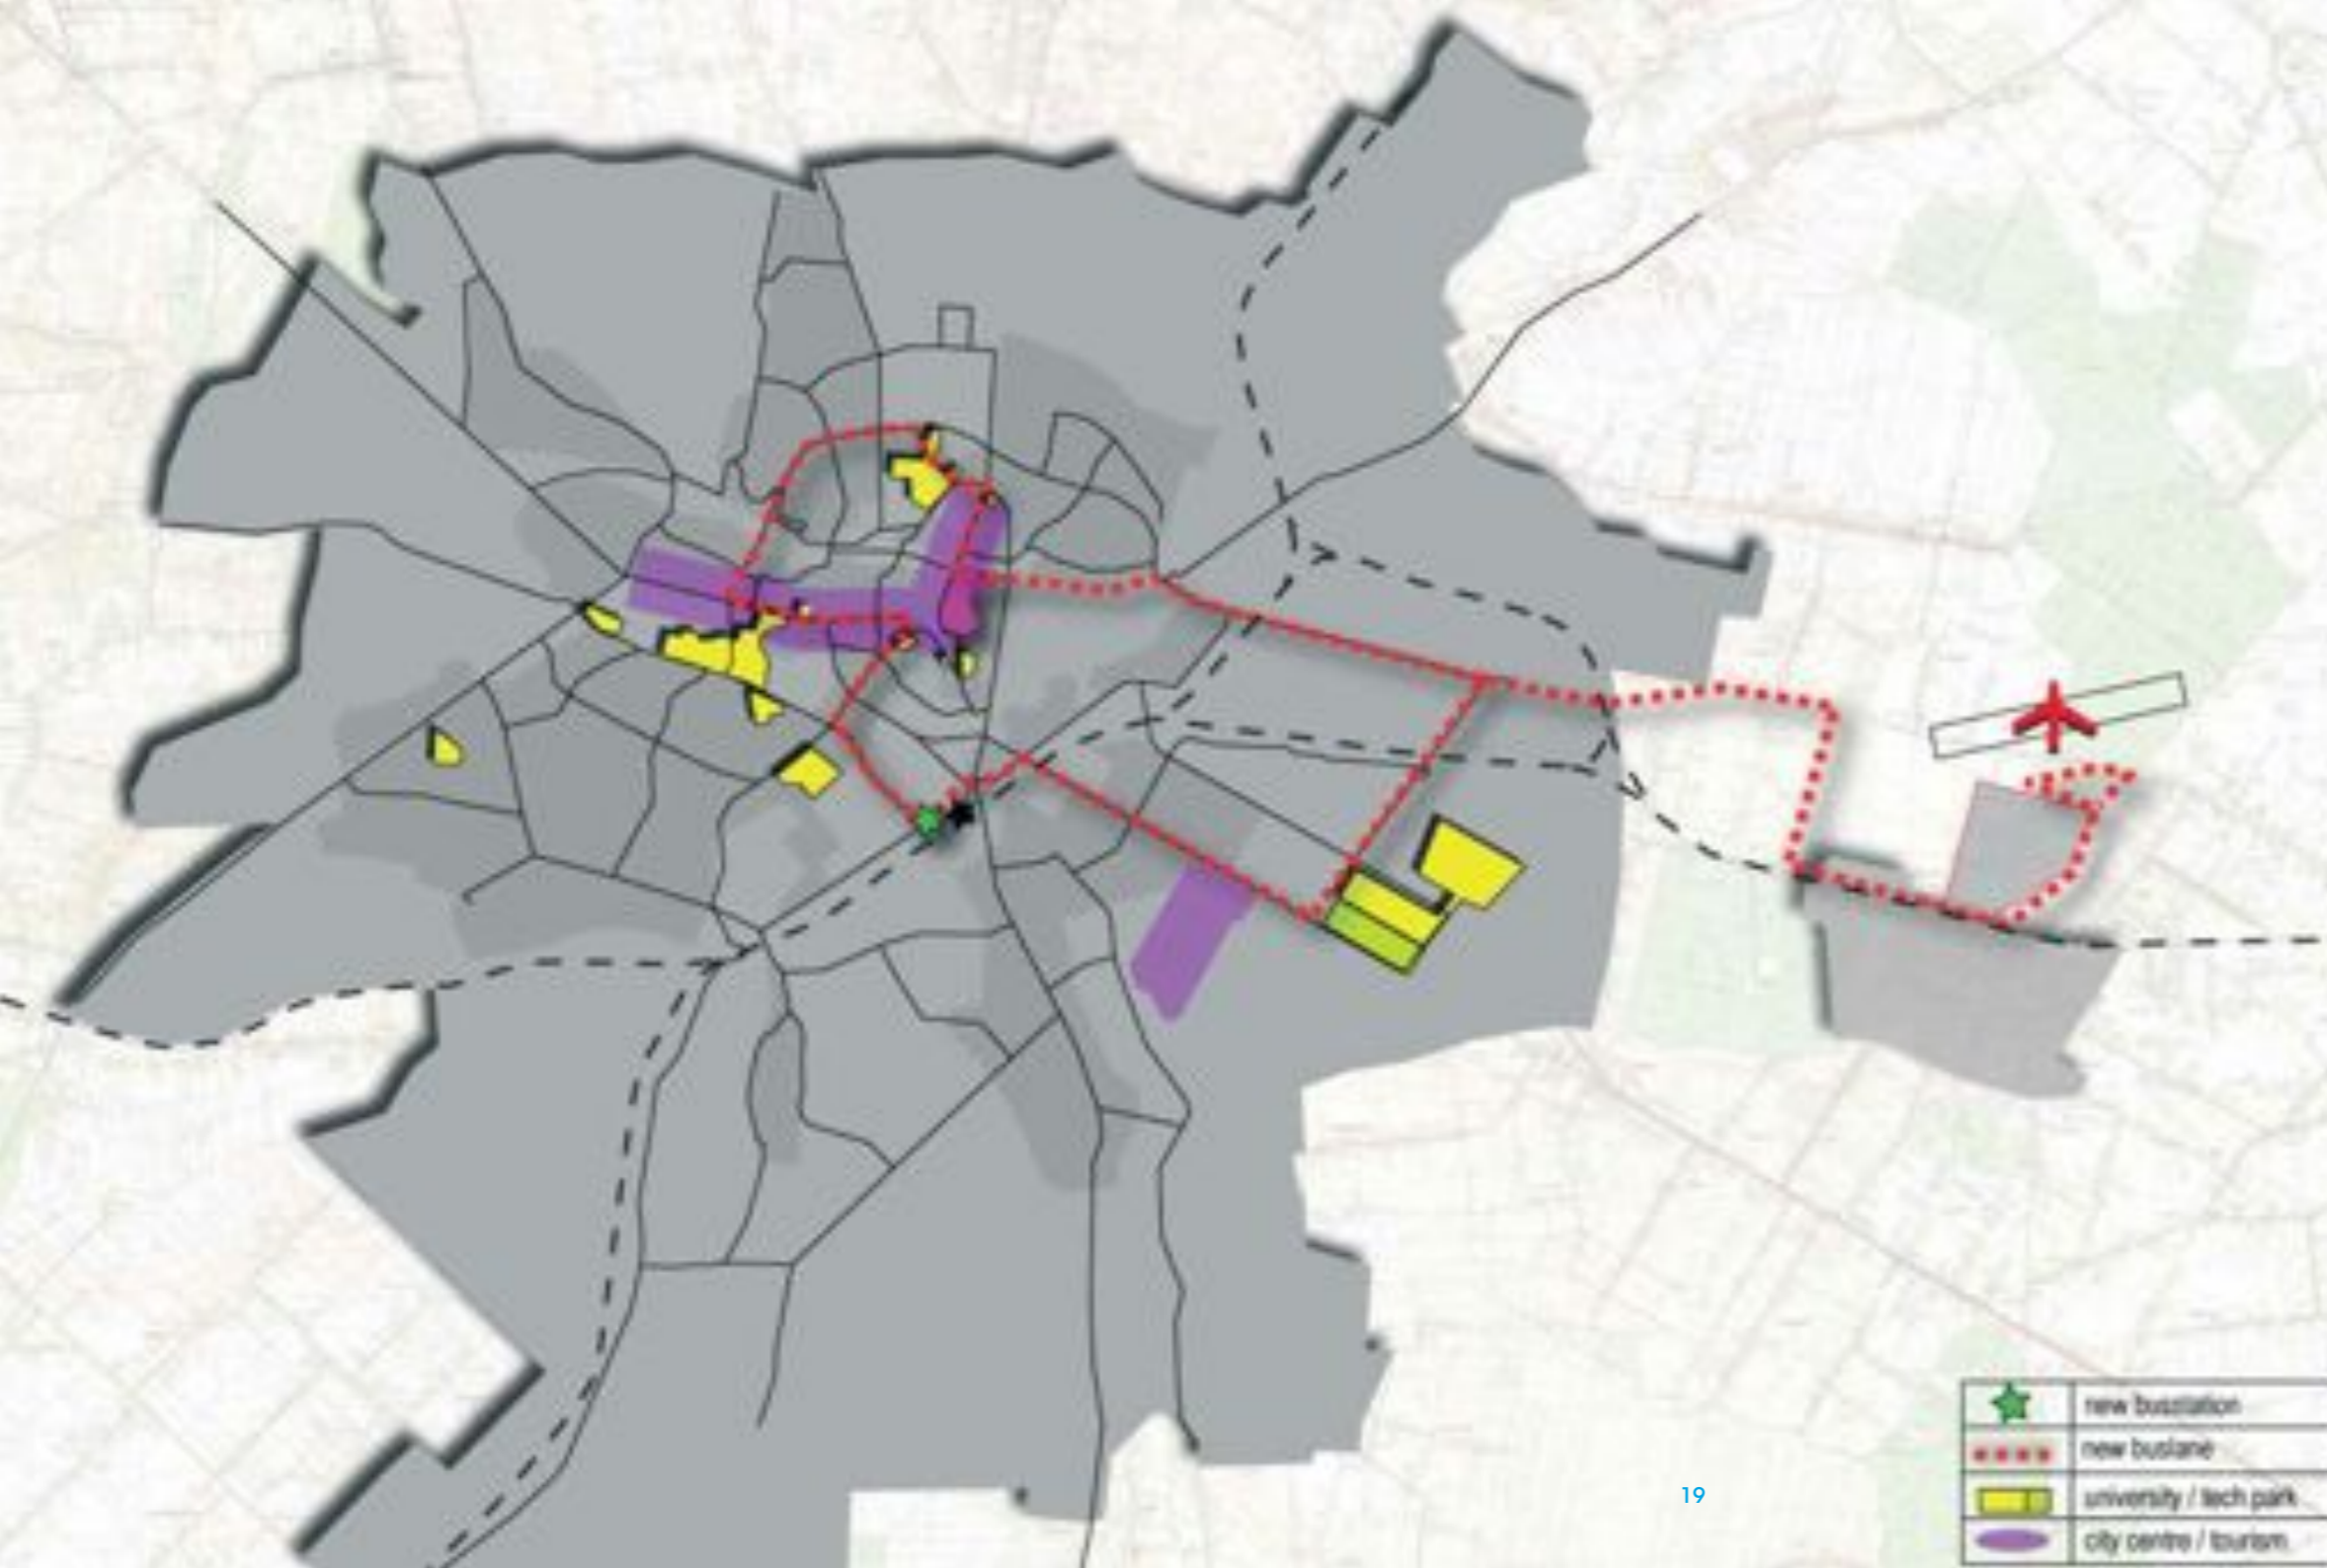 19
new busstation
new buslane
university / tech park
city centre / tourism